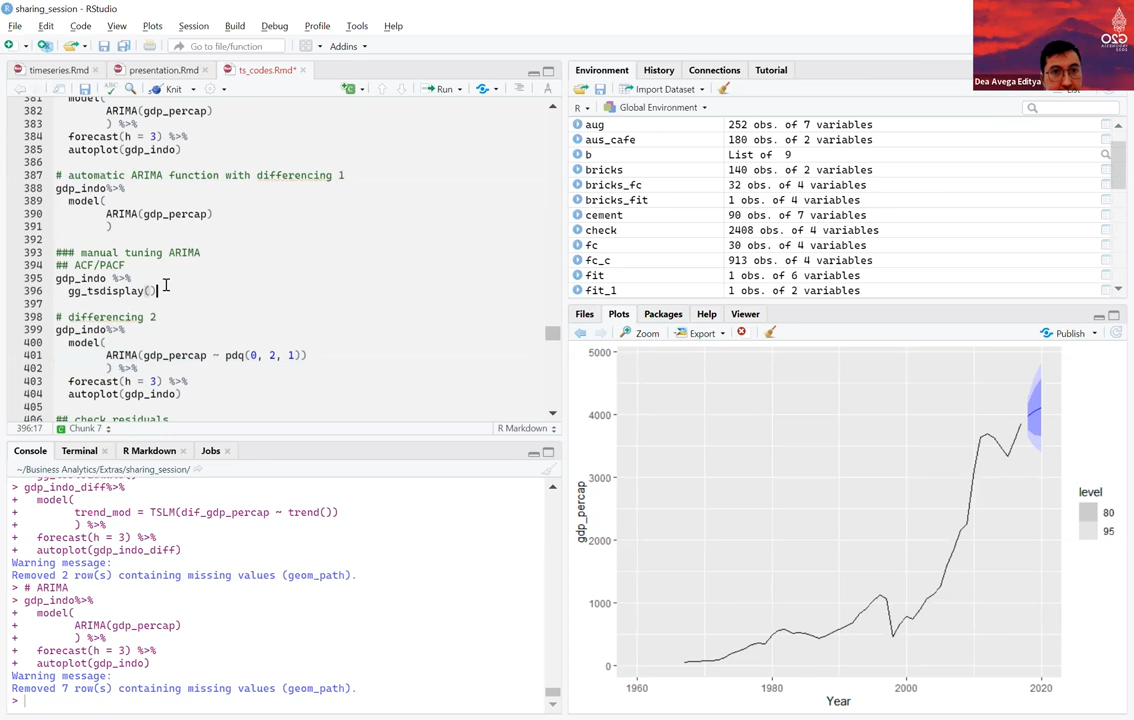 sharing_session - RStudio
File Edit Code View Plots Session Build Debug Profile Tools Help
Go to file/function Addins
timeseries.Rmd presentation.Rmd ts_codes.Rmd*
Knit Run
381 model(
382 ARIMA(gdp_percap)
383 ) %>%
384 forecast(h = 3) %>%
385 autoplot(gdp_indo)
386
387 # automatic ARIMA function with differencing 1
388 gdp_indo%>%
389 model(
390 ARIMA(gdp_percap)
391 )
392
393 ### manual tuning ARIMA
394 ## ACF/PACF
395 gdp_indo %>%
396 gg_tsdisplay()
397
398 # differencing 2
399 gdp_indo%>%
400 model(
401 ARIMA(gdp_percap ~ pdq(0, 2, 1))
402 ) %>%
403 forecast(h = 3) %>%
404 autoplot(gdp_indo)
405
406 ## check residuals
396:17 Chunk 7 R Markdown
Console Terminal R Markdown Jobs
~/Business Analytics/Extras/sharing_session/
> gdp_indo_diff%>%
+ model(
+ trend_mod = TSLM(dif_gdp_percap ~ trend())
+ ) %>%
+ forecast(h = 3) %>%
+ autoplot(gdp_indo_diff)
Warning message:
Removed 2 row(s) containing missing values (geom_path).
> # ARIMA
> gdp_indo%>%
+ model(
+ ARIMA(gdp_percap)
+ ) %>%
+ forecast(h = 3) %>%
+ autoplot(gdp_indo)
Warning message:
Removed 7 row(s) containing missing values (geom_path).
>
Environment History Connections Tutorial
Import Dataset
R Global Environment
aug 252 obs. of 7 variables
aus_cafe 180 obs. of 2 variables
b List of 9
bricks 140 obs. of 2 variables
bricks_fc 32 obs. of 4 variables
bricks_fit 1 obs. of 4 variables
cement 90 obs. of 7 variables
check 2408 obs. of 4 variables
fc 30 obs. of 4 variables
fc_c 913 obs. of 4 variables
fit 1 obs. of 6 variables
fit_1 1 obs. of 2 variables
Files Plots Packages Help Viewer
Zoom Export Publish
5000
4000
3000
2000
1000
0
gdp_percap
1960 1980 2000 2020
Year
level
80
95
G20
Dea Avega Editya